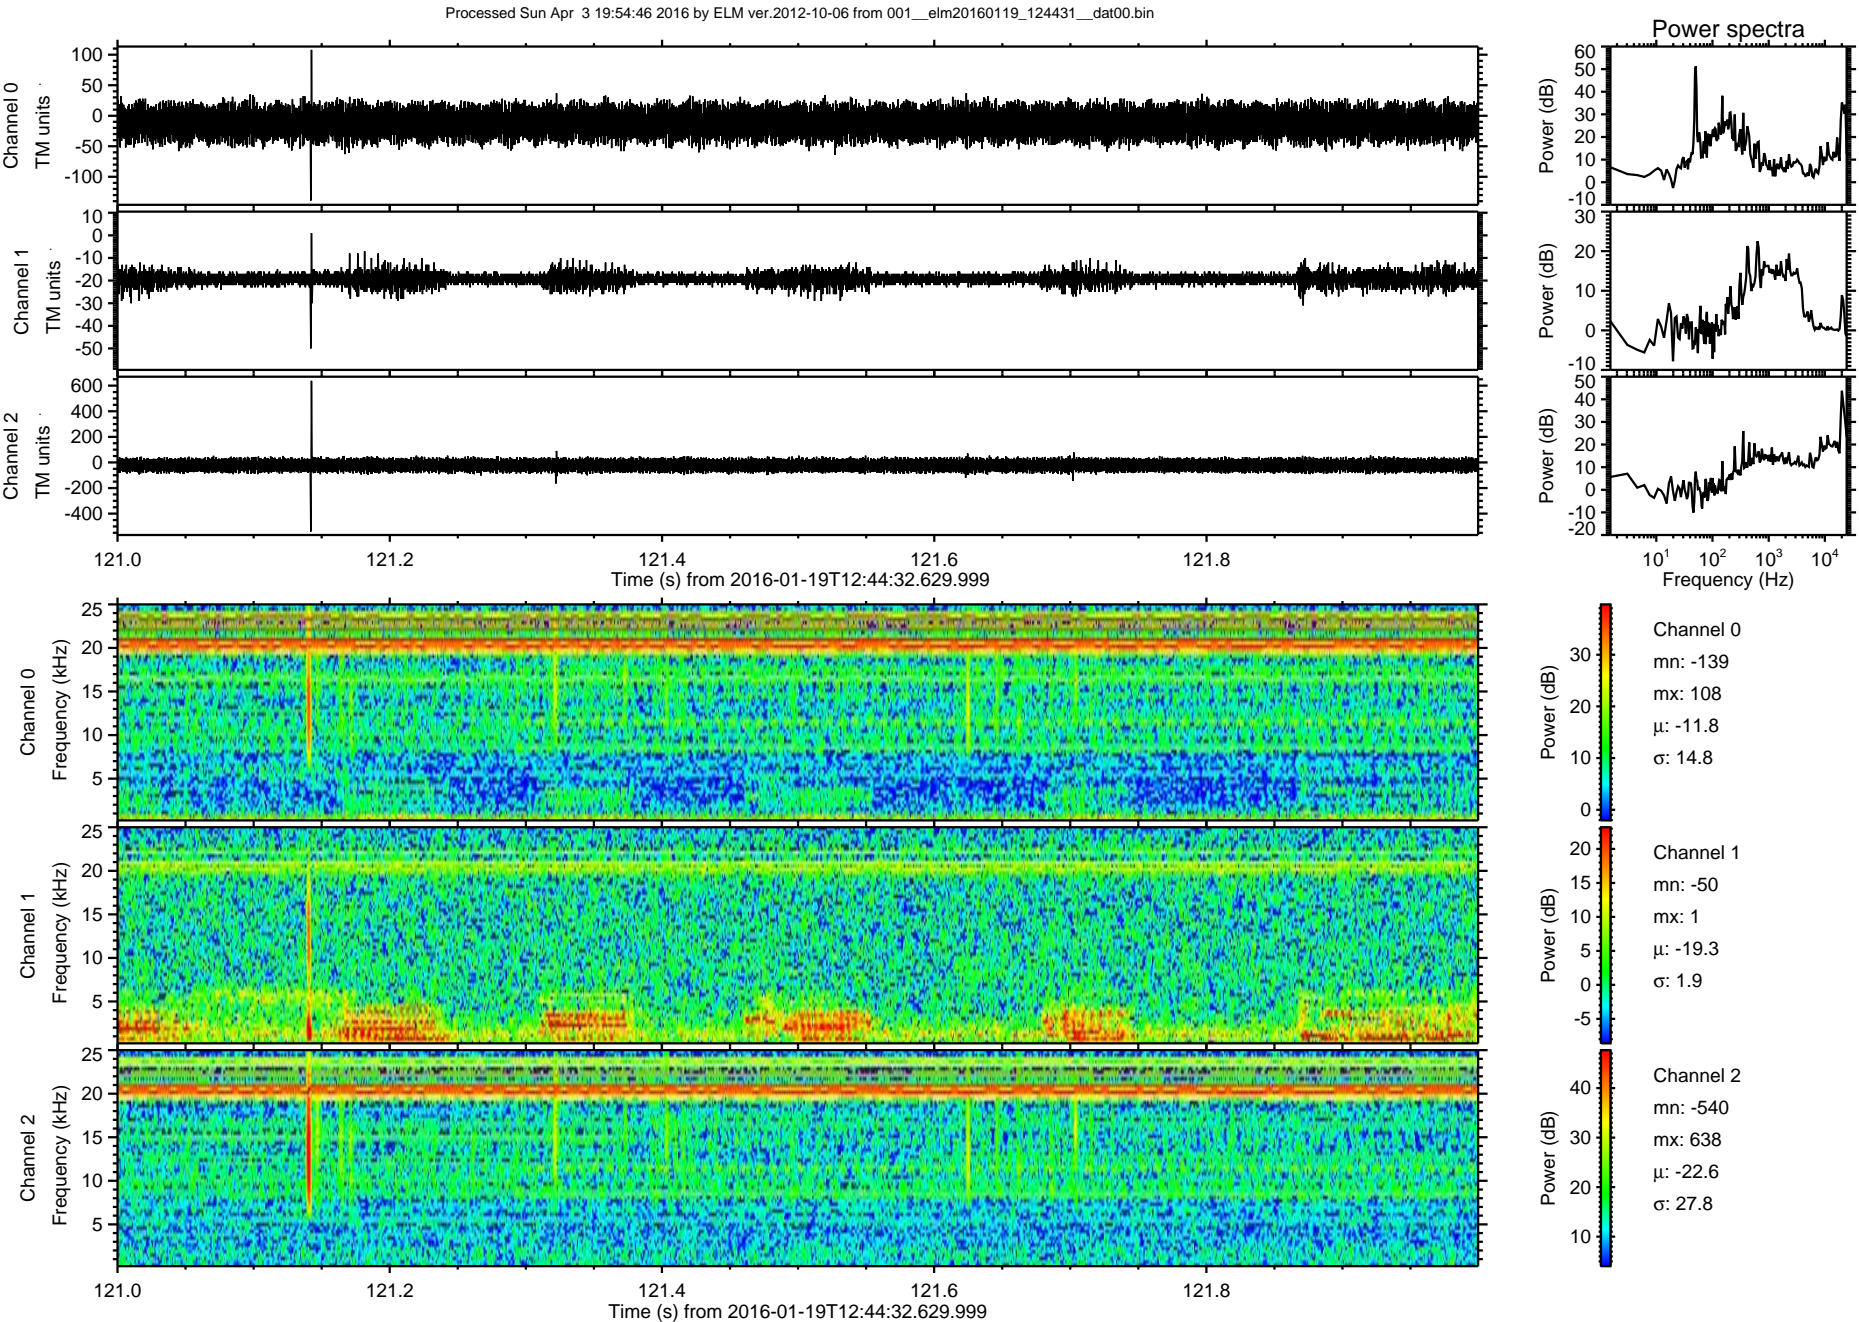 Processed Sun Apr  3 19:54:46 2016 by ELM ver.2012-10-06 from 001__elm20160119_124431__dat00.bin
Power spectra
Channel 0
TM units
100
50
0
-50
-100
Power (dB)
60
50
40
30
20
10
0
-10
Channel 1
TM units
10
0
-10
-20
-30
-40
-50
Power (dB)
30
20
10
0
-10
Channel 2
TM units
600
400
200
0
-200
-400
Power (dB)
50
40
30
20
10
0
-10
-20
121.0 121.2 121.4 121.6 121.8
Time (s) from 2016-01-19T12:44:32.629.999
10^1 10^2 10^3 10^4
Frequency (Hz)
Channel 0
Frequency (kHz)
25
20
15
10
5
Power (dB)
30
20
10
0
Channel 0
mn: -139
mx: 108
μ: -11.8
σ: 14.8
Channel 1
Frequency (kHz)
25
20
15
10
5
Power (dB)
20
15
10
5
0
-5
Channel 1
mn: -50
mx: 1
μ: -19.3
σ: 1.9
Channel 2
Frequency (kHz)
25
20
15
10
5
Power (dB)
40
30
20
10
Channel 2
mn: -540
mx: 638
μ: -22.6
σ: 27.8
121.0 121.2 121.4 121.6 121.8
Time (s) from 2016-01-19T12:44:32.629.999